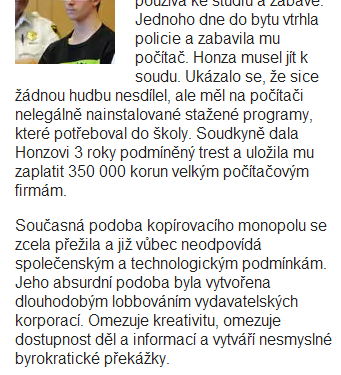 používá ke studiu a zábavě.
Jednoho dne do bytu vtrhla
policie a zabavila mu
počítač. Honza musel jít k
soudu. Ukázalo se, že sice
žádnou hudbu nesdílel, ale měl na počítači
nelegálně nainstalované stažené programy,
které potřeboval do školy. Soudkyně dala
Honzovi 3 roky podmíněný trest a uložila mu
zaplatit 350 000 korun velkým počítačovým
firmám.
Současná podoba kopírovacího monopolu se
zcela přežila a již vůbec neodpovídá
společenským a technologickým podmínkám.
Jeho absurdní podoba byla vytvořena
dlouhodobým lobbováním vydavatelských
korporací. Omezuje kreativitu, omezuje
dostupnost děl a informací a vytváří nesmyslné
byrokratické překážky.